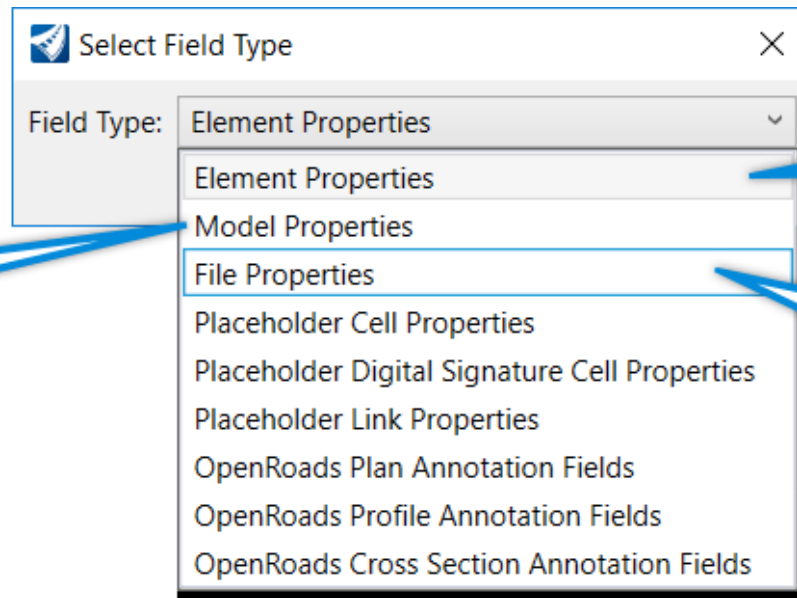 Select Field Type
Field Type: Element Properties
Element Properties
Model Properties
File Properties
Placeholder Cell Properties
Placeholder Digital Signature Cell Properties
Placeholder Link Properties
OpenRoads Plan Annotation Fields
OpenRoads Profile Annotation Fields
OpenRoads Cross Section Annotation Fields